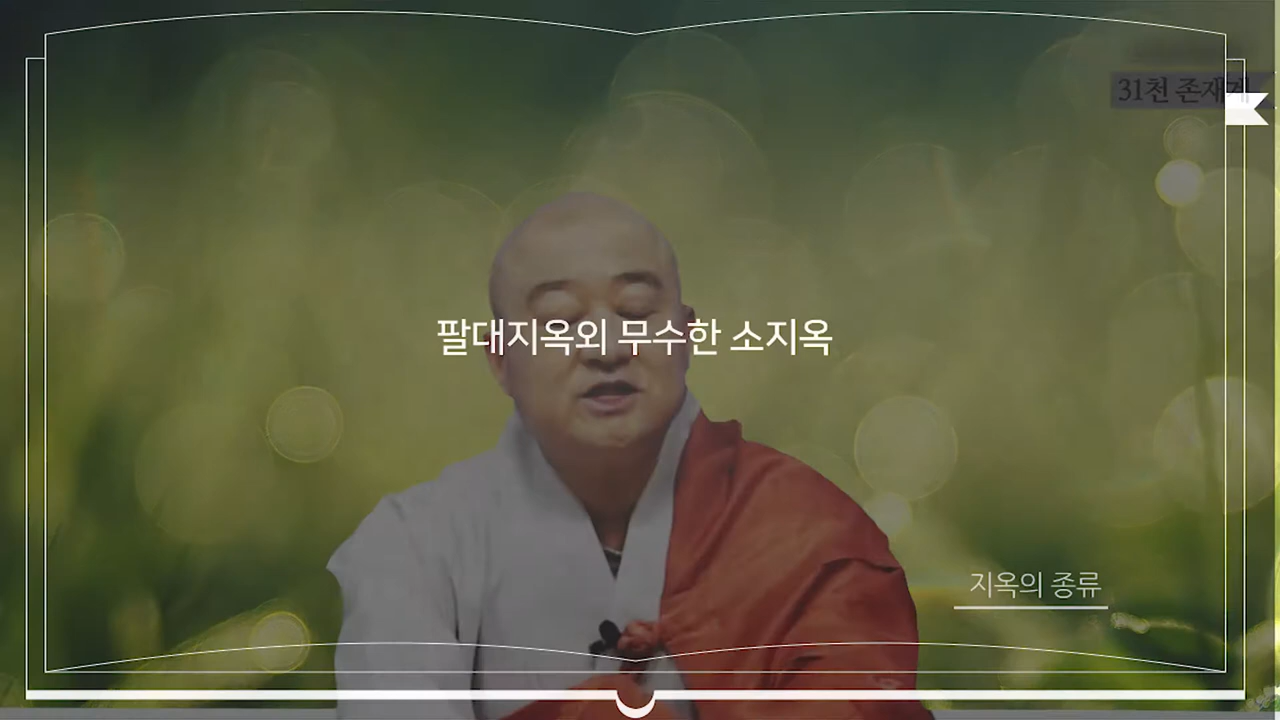 31천 존재계
팔대지옥외 무수한 소지옥
지옥의 종류